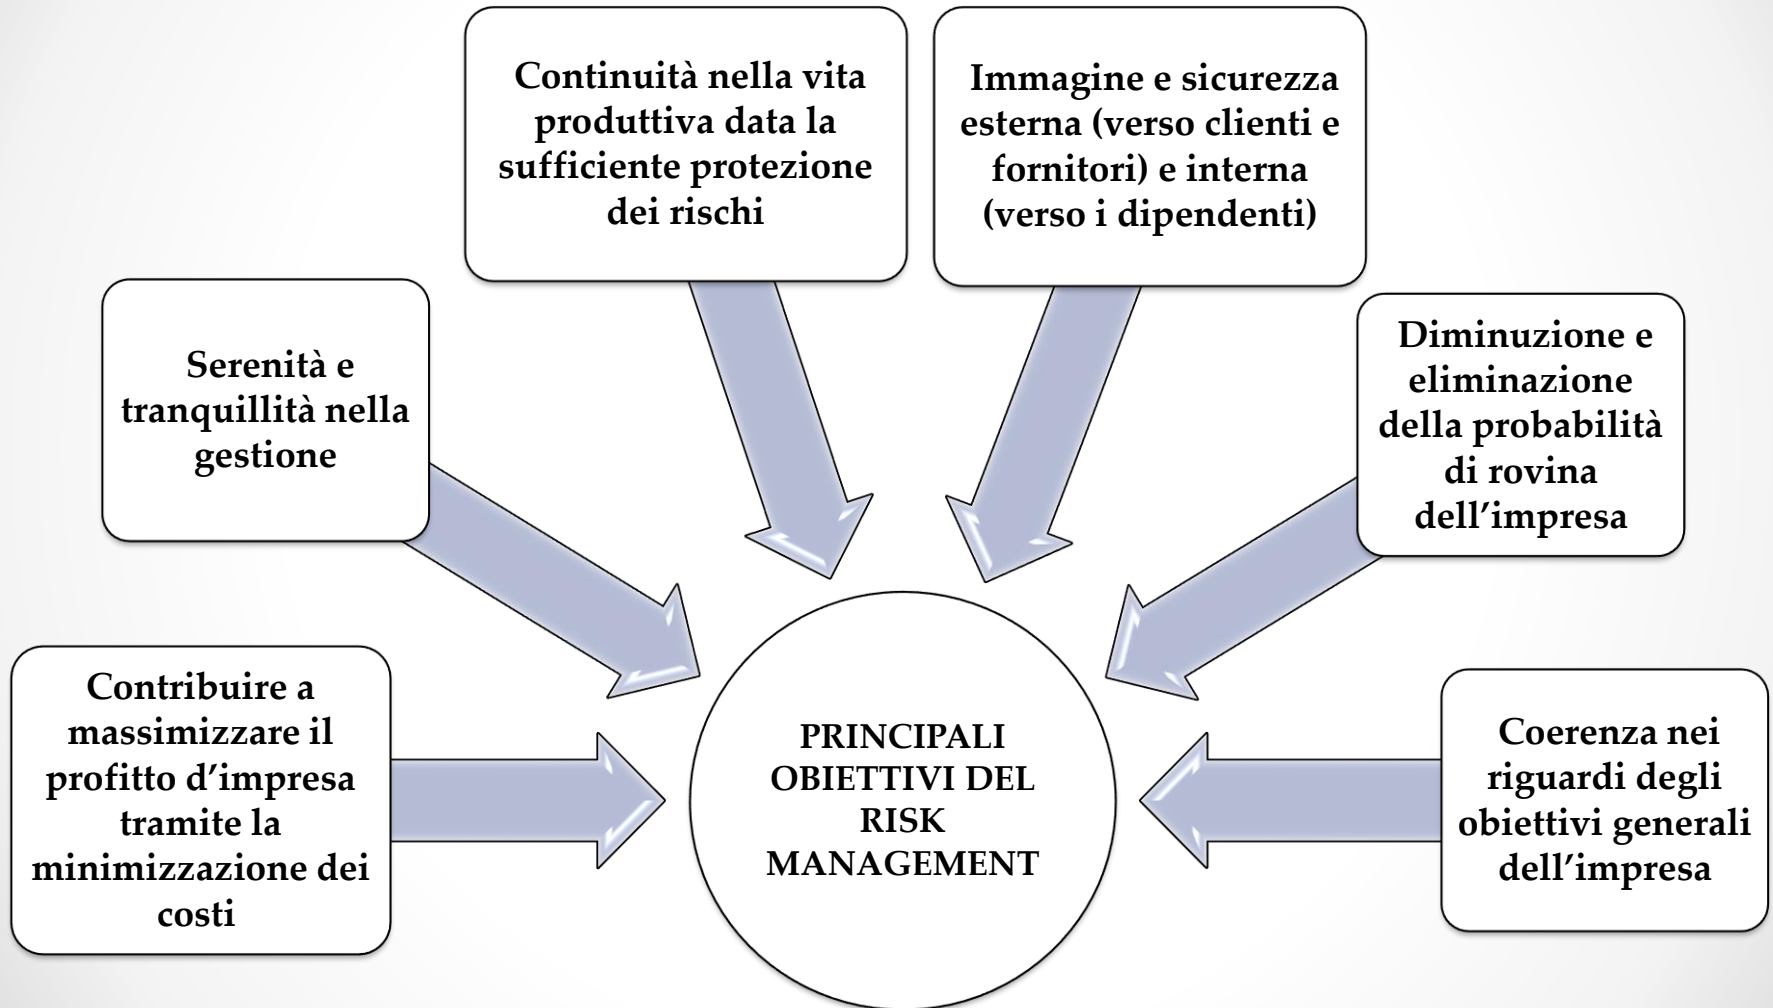 Continuità nella vita
produttiva data la
sufficiente protezione
dei rischi
Immagine e sicurezza
esterna (verso clienti e
fornitori) e interna
(verso i dipendenti)
Serenità e
tranquillità nella
gestione
Diminuzione e
eliminazione
della probabilità
di rovina
dell’impresa
Contribuire a
massimizzare il
profitto d’impresa
tramite la
minimizzazione dei
costi
PRINCIPALI
OBIETTIVI DEL
RISK
MANAGEMENT
Coerenza nei
riguardi degli
obiettivi generali
dell’impresa